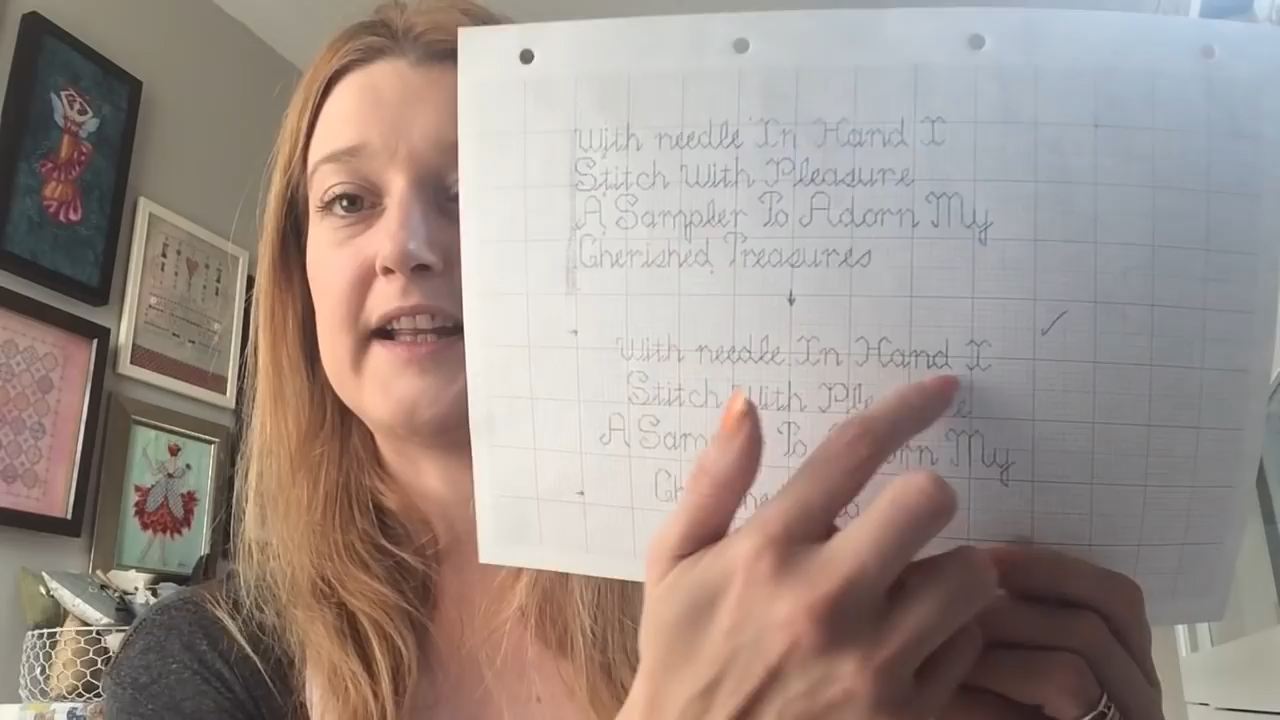 With needle In Hand I
Stitch With Pleasure
A Sampler To Adorn My
Cherished Treasures
With needle In Hand I
Stitch With
A To My